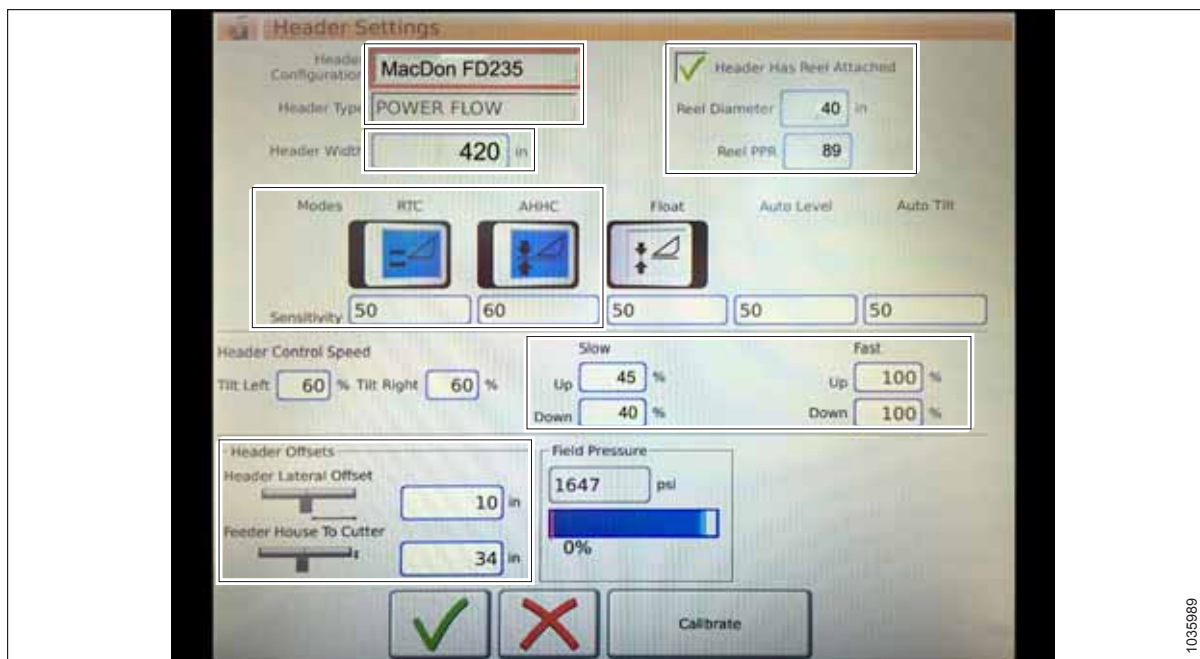 Header Settings
Header
Configuration
MacDon FD235
Header Type
POWER FLOW
Header Width
420 in
Header Has Reel Attached
Reel Diameter 40 in
Reel PPR 89
Modes RTC AHHC Float Auto Level Auto Tilt
Sensitivity 50 60 50 50 50
Header Control Speed
Tilt Left 60 % Tilt Right 60 %
Slow Fast
Up 45 % Up 100 %
Down 40 % Down 100 %
Header Offsets
Header Lateral Offset
10 in
Feeder House To Cutter
34 in
Field Pressure
1647 psi
0%
Calibrate
1035989